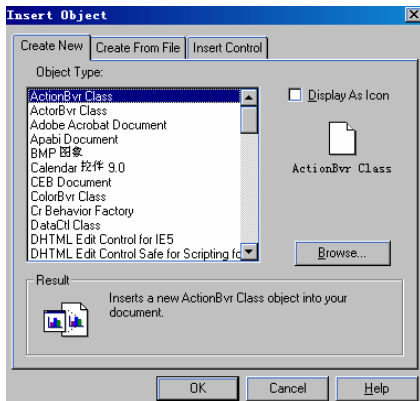 Insert Object
Create New
Create From File
Insert Control
Object Type:
ActionBvr Class
ActorBvr Class
Adobe Acrobat Document
Apabi Document
BMP 图象
Calendar 控件 9.0
CEB Document
ColorBvr Class
Cr Behavior Factory
DataCtl Class
DHTML Edit Control for IE5
DHTML Edit Control Safe for Scripting fo
Display As Icon
ActionBvr Class
Browse...
Result
Inserts a new ActionBvr Class object into your
document.
OK
Cancel
Help